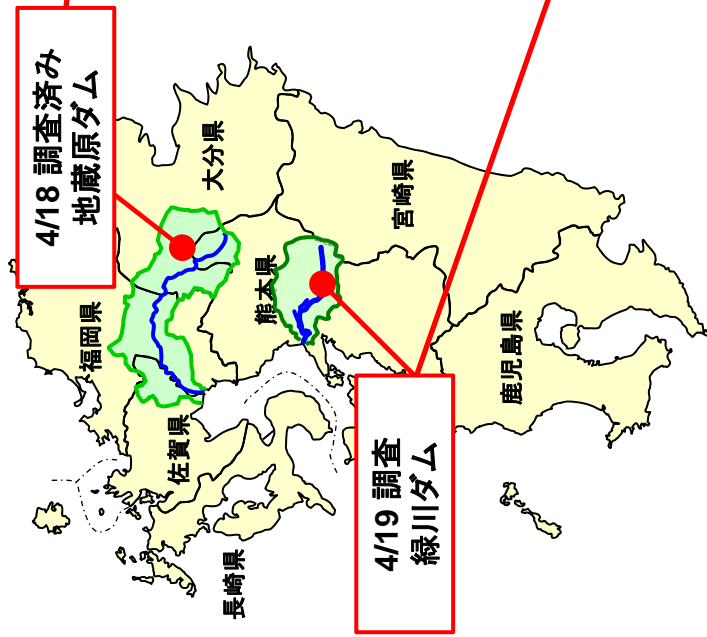 4/18 調査済み
地蔵原ダム
福岡県
大分県
佐賀県
長崎県
熊本県
宮崎県
鹿児島県
4/19 調査
緑川ダム